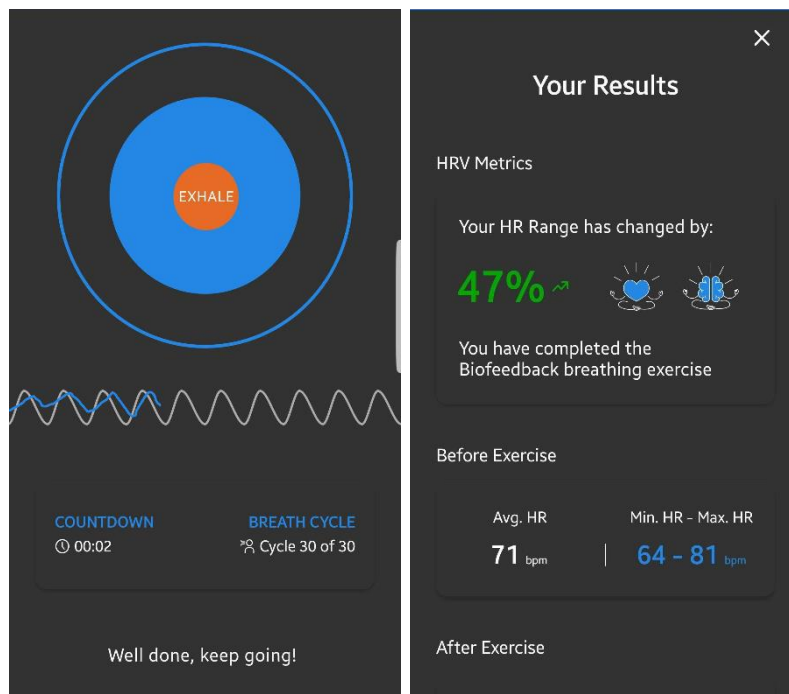 EXHALE
COUNTDOWN
00:02
BREATH CYCLE
Cycle 30 of 30
Well done, keep going!
Your Results
HRV Metrics
Your HR Range has changed by:
47%
You have completed the
Biofeedback breathing exercise
Before Exercise
Avg. HR
71 bpm
Min. HR - Max. HR
64 - 81 bpm
After Exercise